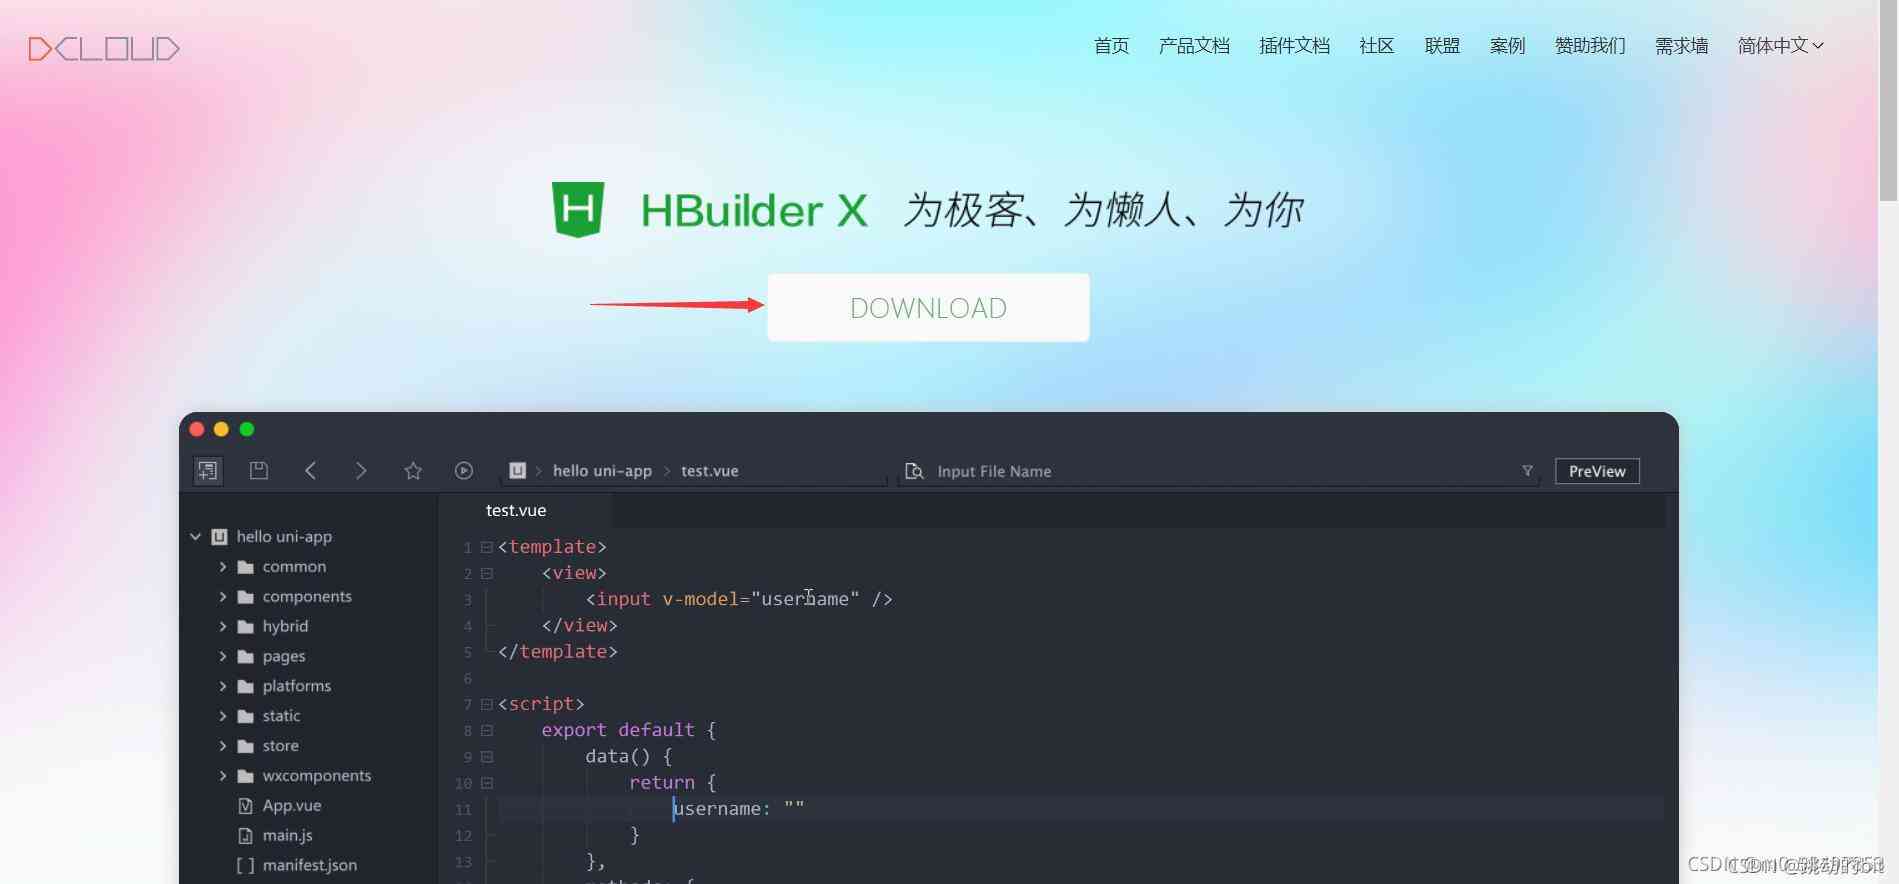 DCLOUD
首页 产品文档 插件文档 社区 联盟 案例 赞助我们 需求墙 简体中文
H HBuilder X 为极客、为懒人、为你
DOWNLOAD
U hello uni-app test.vue Input File Name PreView
test.vue
hello uni-app
common
components
hybrid
pages
platforms
static
store
wxcomponents
App.vue
main.js
[ ] manifest.json
1 <template>
2 <view>
3 <input v-model="username" />
4 </view>
5 </template>
6
7 <script>
8 export default {
9 data() {
10 return {
11 username: ""
12 }
13 },